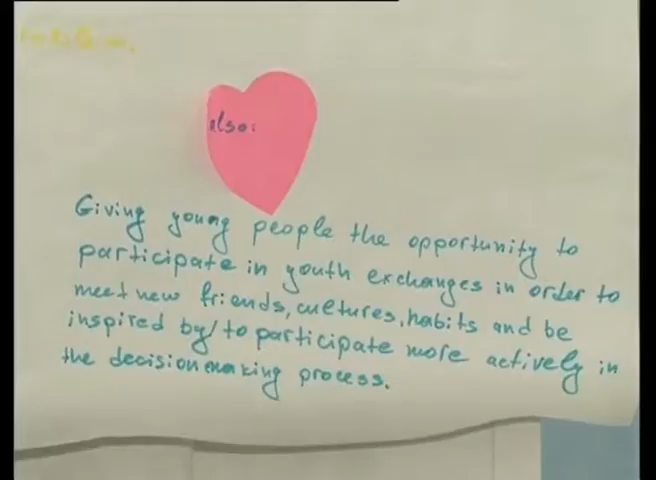 also:
Giving young people the opportunity to
participate in youth exchanges in order to
meet new friends, cultures, habits and be
inspired by/to participate more actively in
the decisionmaking process.